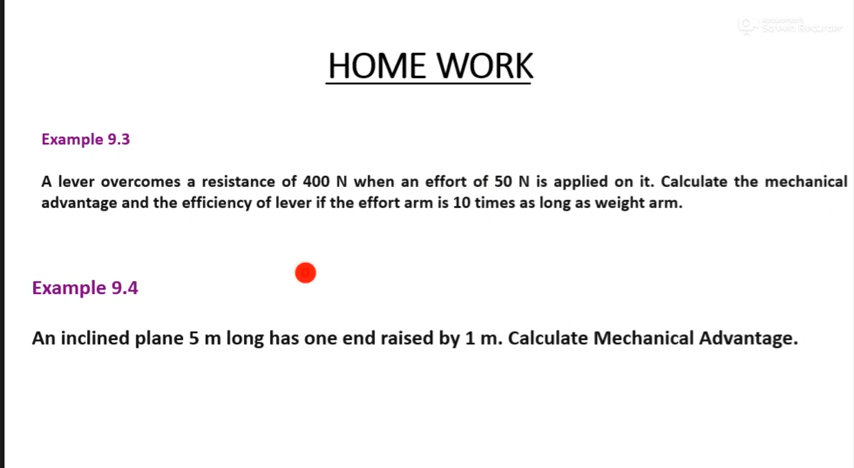 Screen Recorder
HOME WORK
Example 9.3
A lever overcomes a resistance of 400 N when an effort of 50 N is applied on it. Calculate the mechanical
advantage and the efficiency of lever if the effort arm is 10 times as long as weight arm.
Example 9.4
An inclined plane 5 m long has one end raised by 1 m. Calculate Mechanical Advantage.